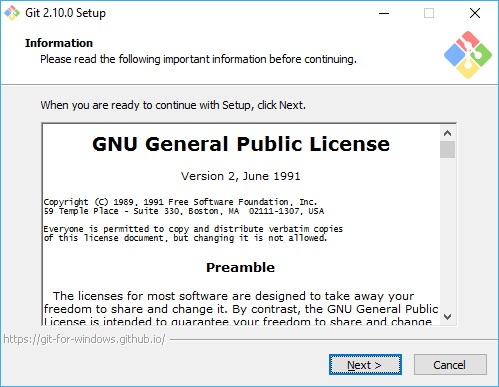 Git 2.10.0 Setup
Information
Please read the following important information before continuing.
When you are ready to continue with Setup, click Next.
GNU General Public License
Version 2, June 1991
Copyright (C) 1989, 1991 Free Software Foundation, Inc.
59 Temple Place - Suite 330, Boston, MA  02111-1307, USA
Everyone is permitted to copy and distribute verbatim copies
of this license document, but changing it is not allowed.
Preamble
The licenses for most software are designed to take away your
freedom to share and change it. By contrast, the GNU General Public
License is intended to guarantee your freedom to share and change
https://git-for-windows.github.io/
Next >
Cancel